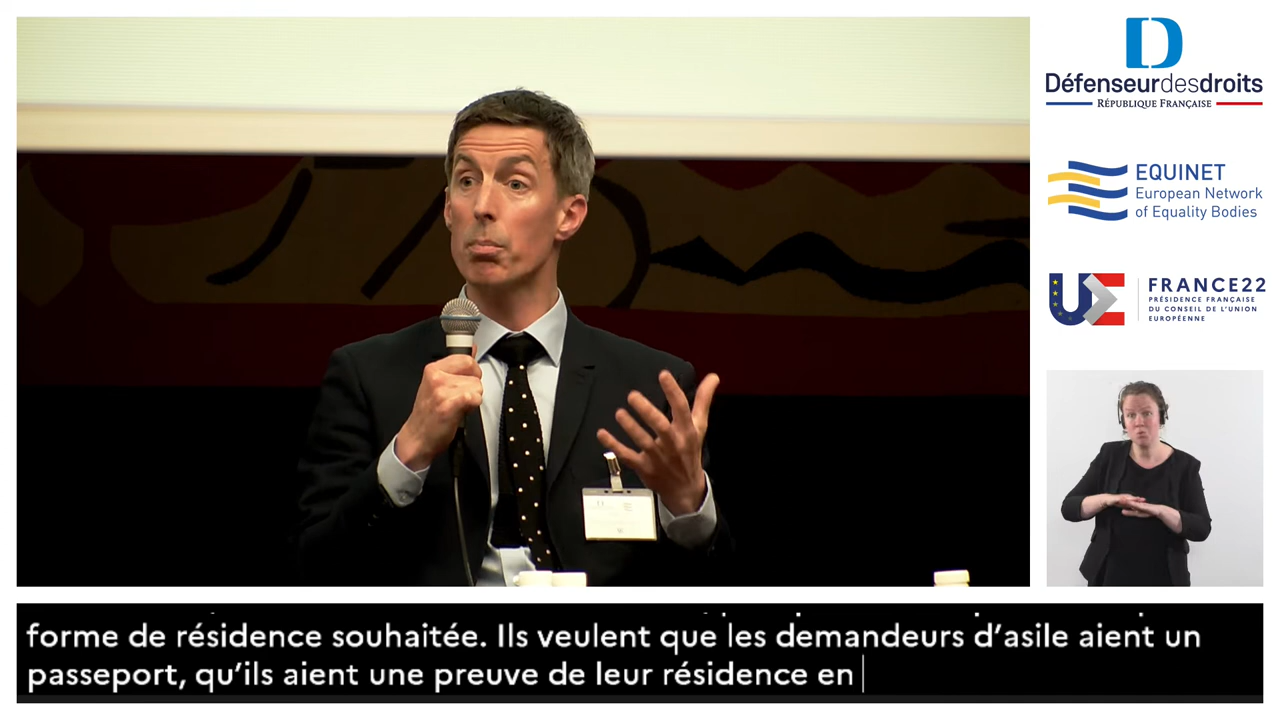 Défenseurdesdroits
RÉPUBLIQUE FRANÇAISE
EQUINET
European Network
of Equality Bodies
UE
FRANCE22
PRÉSIDENCE FRANÇAISE
DU CONSEIL DE L'UNION
EUROPÉENNE
forme de résidence souhaitée. Ils veulent que les demandeurs d'asile aient un
passeport, qu'ils aient une preuve de leur résidence en